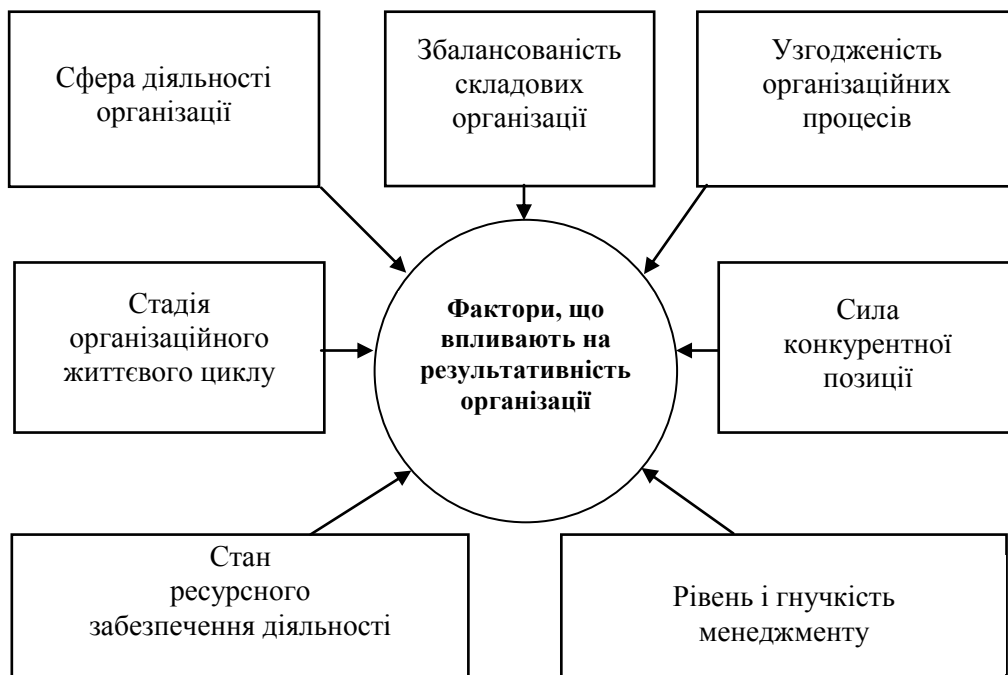 Сфера діяльності
організації
Збалансованість
складових
організації
Узгодженість
організаційних
процесів
Стадія
організаційного
життєвого циклу
Фактори, що
впливають на
результативність
організації
Сила
конкурентної
позиції
Стан
ресурсного
забезпечення діяльності
Рівень і гнучкість
менеджменту